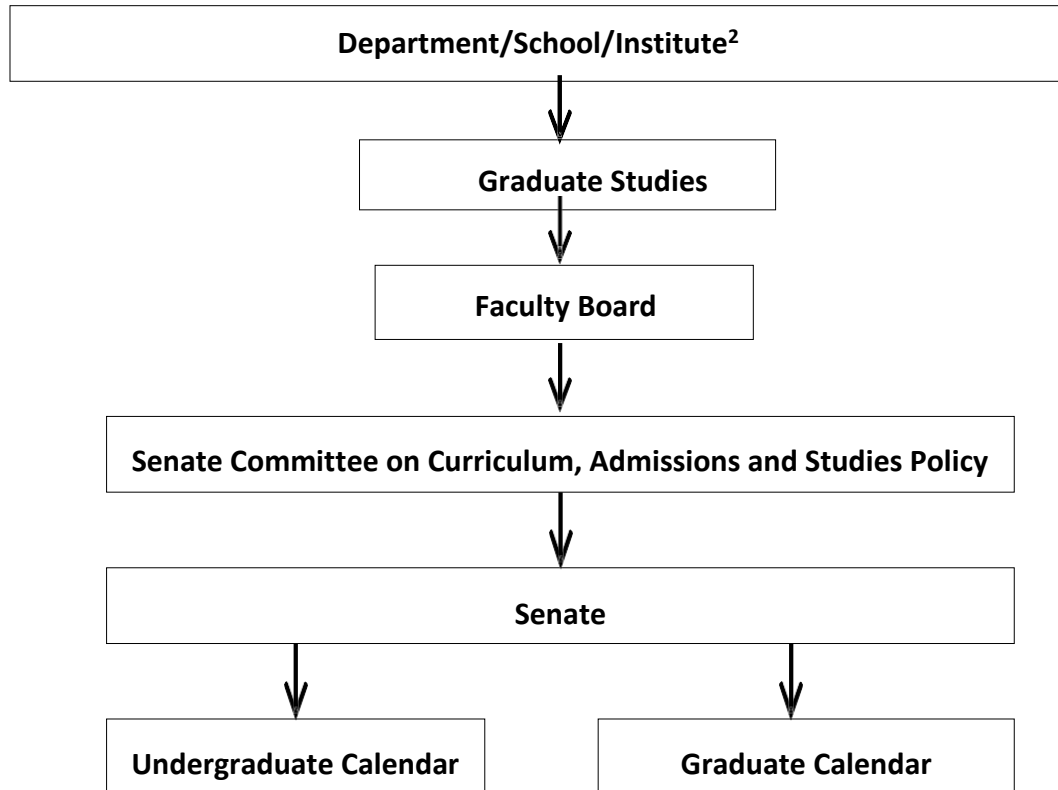 Department/School/Institute²
Graduate Studies
Faculty Board
Senate Committee on Curriculum, Admissions and Studies Policy
Senate
Undergraduate Calendar
Graduate Calendar